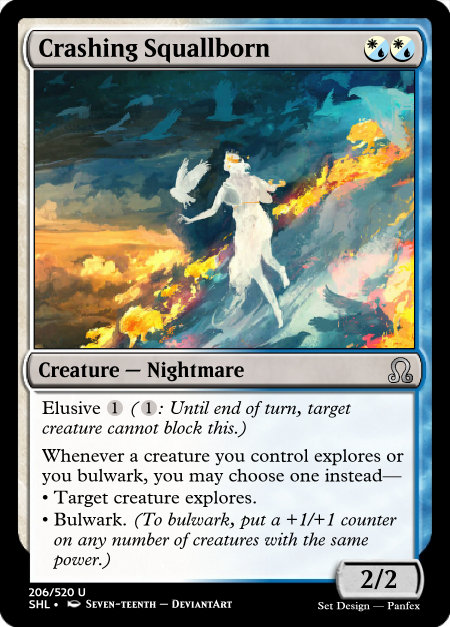 Crashing Squallborn
Creature — Nightmare
Elusive 1 (1: Until end of turn, target
creature cannot block this.)
Whenever a creature you control explores or
you bulwark, you may choose one instead—
• Target creature explores.
• Bulwark. (To bulwark, put a +1/+1 counter
on any number of creatures with the same
power.)
2/2
206/520 U
SHL • Seven-teenth — DeviantArt
Set Design — Panfex